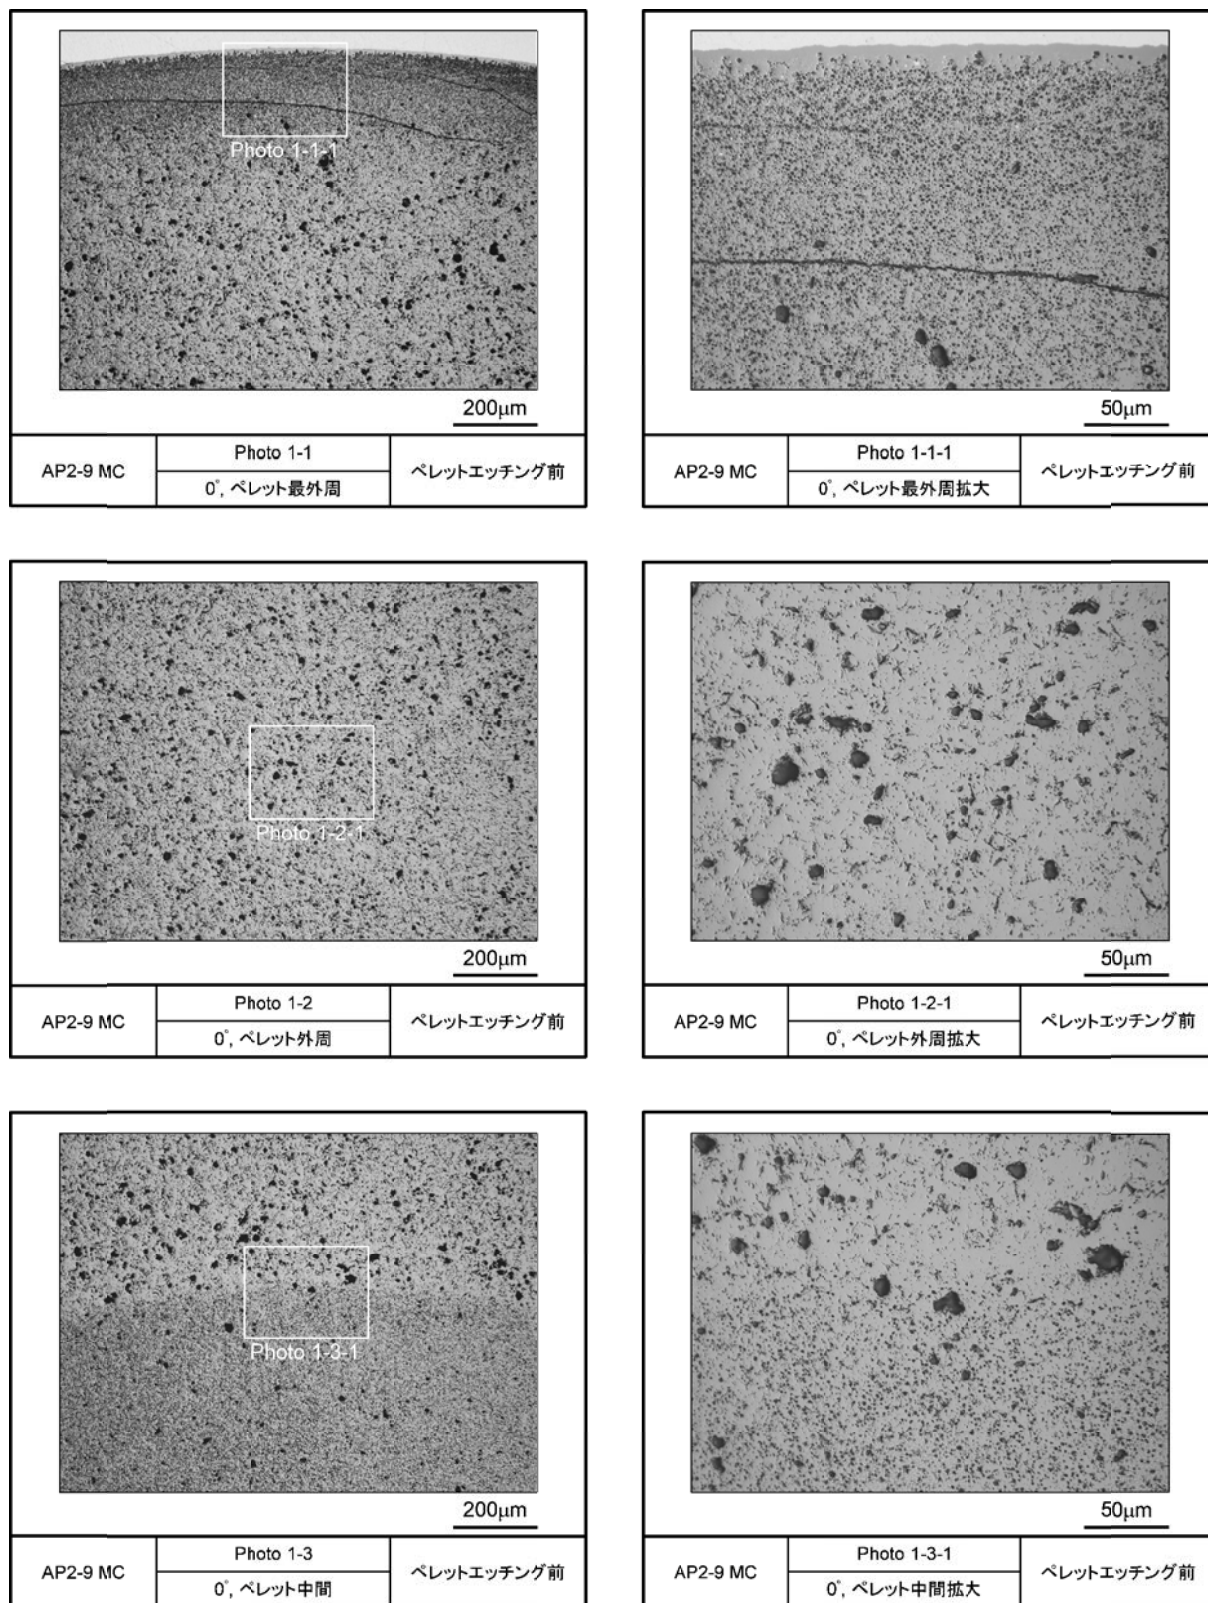 Photo 1-1-1
200μm
AP2-9 MC
Photo 1-1
0°, ペレット最外周
ペレットエッチング前
50μm
AP2-9 MC
Photo 1-1-1
0°, ペレット最外周拡大
ペレットエッチング前
Photo 1-2-1
200μm
AP2-9 MC
Photo 1-2
0°, ペレット外周
ペレットエッチング前
50μm
AP2-9 MC
Photo 1-2-1
0°, ペレット外周拡大
ペレットエッチング前
Photo 1-3-1
200μm
AP2-9 MC
Photo 1-3
0°, ペレット中間
ペレットエッチング前
50μm
AP2-9 MC
Photo 1-3-1
0°, ペレット中間拡大
ペレットエッチング前